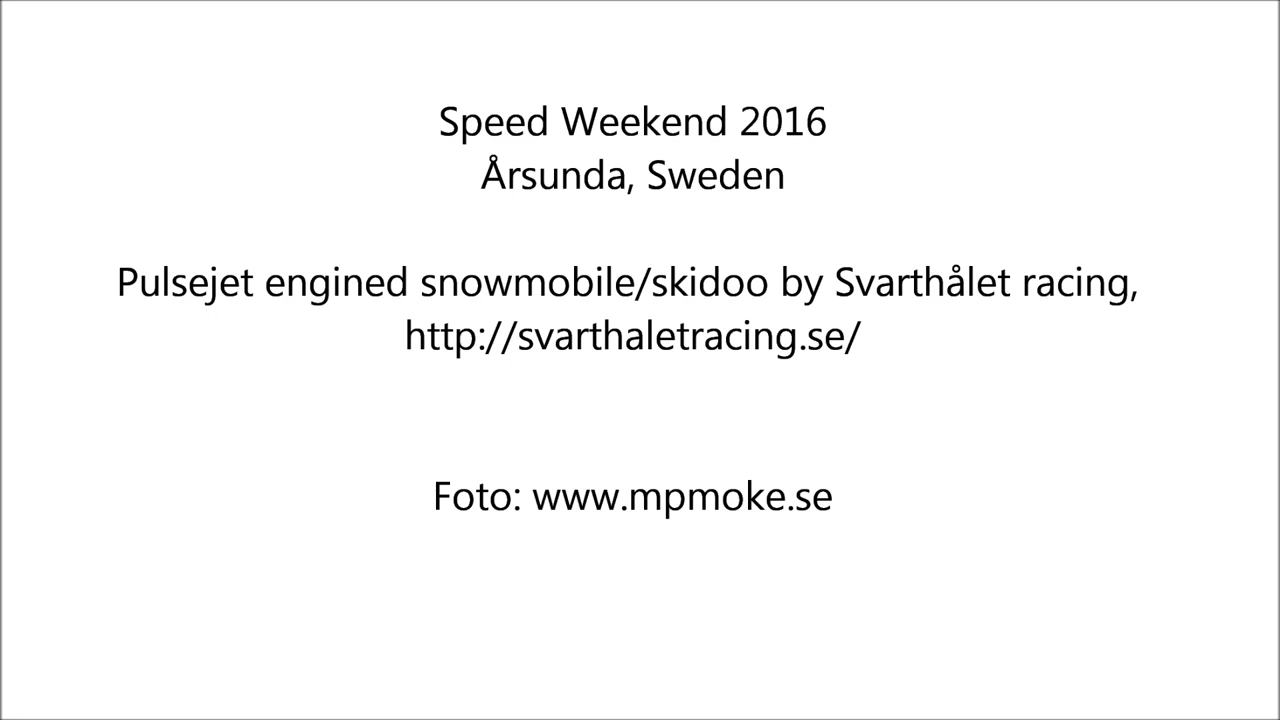 Speed Weekend 2016
Årsunda, Sweden
Pulsejet engined snowmobile/skidoo by Svarthålet racing,
http://svarthaletracing.se/
Foto: www.mpmoke.se